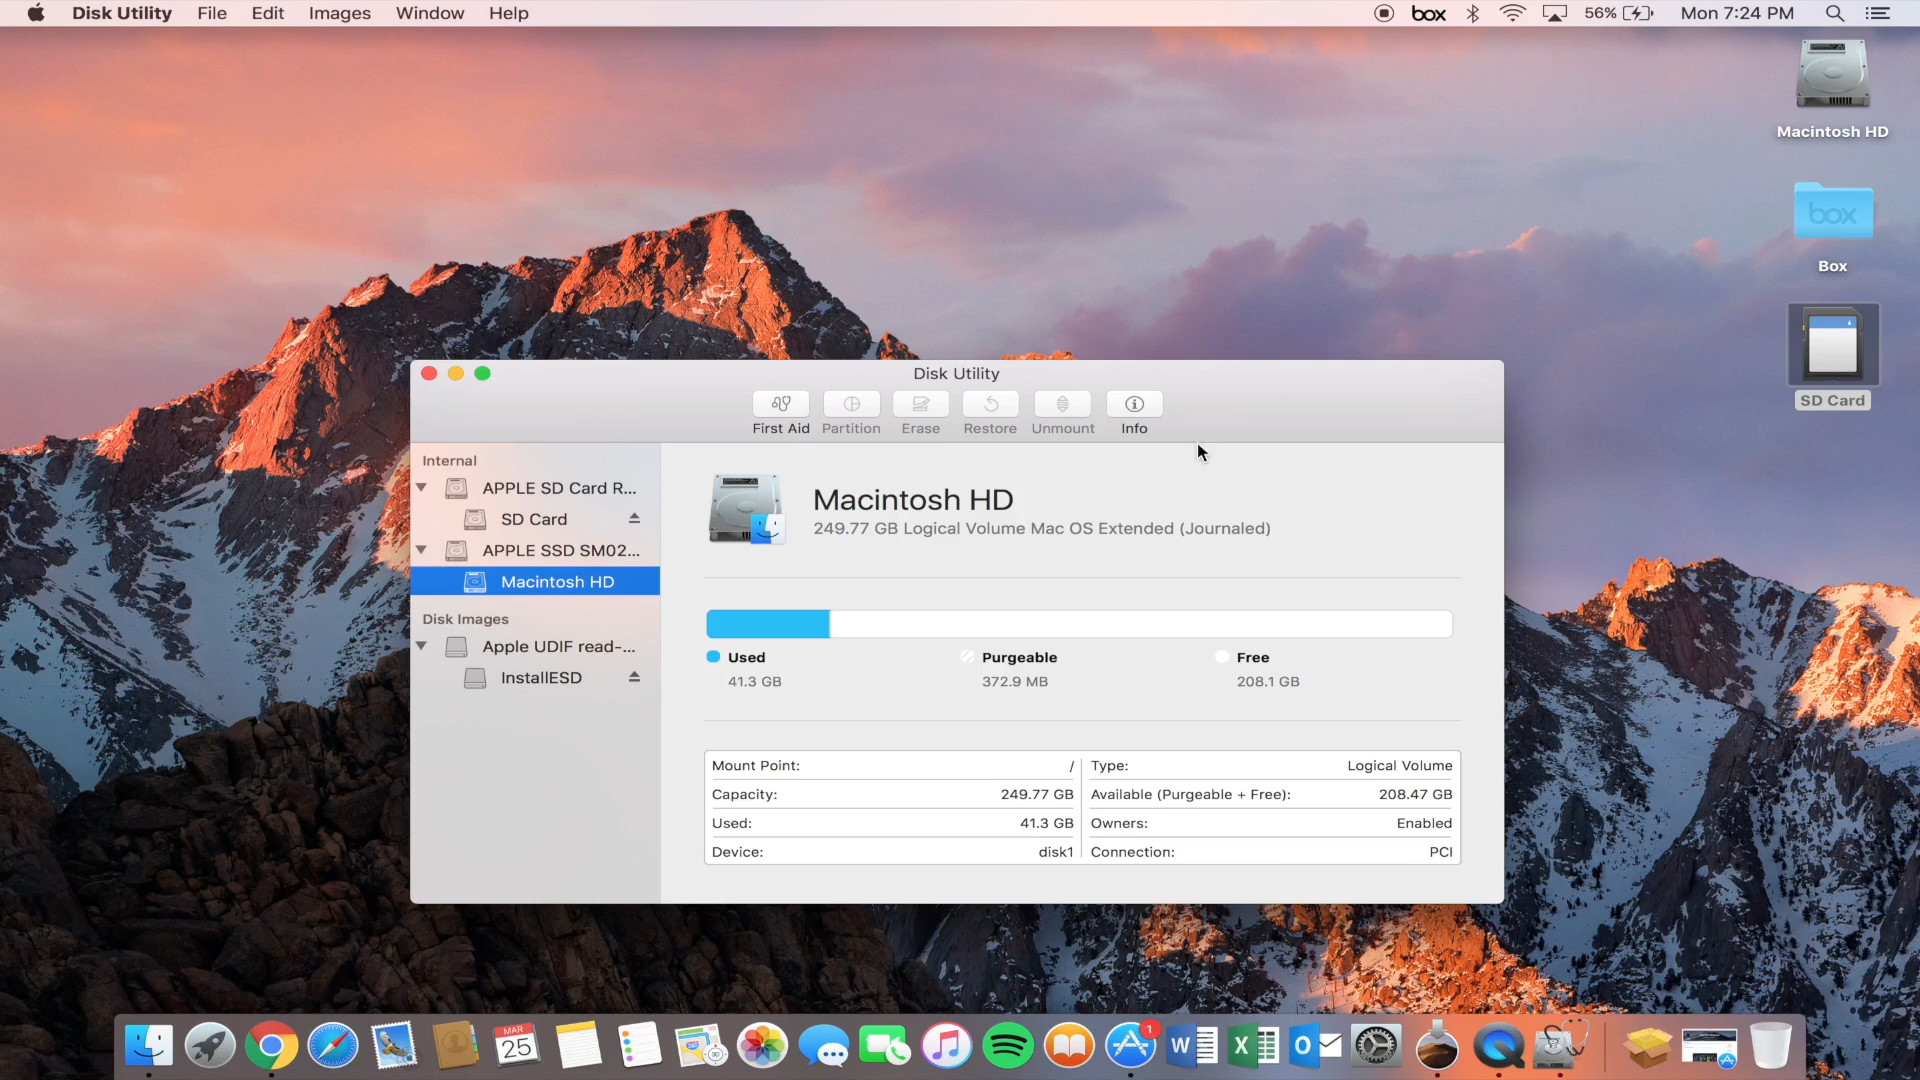 Disk Utility File Edit Images Window Help box 56% Mon 7:24 PM
Macintosh HD
box
Box
SD Card
Disk Utility
First Aid Partition Erase Restore Unmount Info
Internal
APPLE SD Card R...
SD Card
APPLE SSD SM02...
Macintosh HD
Disk Images
Apple UDIF read-...
InstallESD
Macintosh HD
249.77 GB Logical Volume Mac OS Extended (Journaled)
Used Purgeable Free
41.3 GB 372.9 MB 208.1 GB
Mount Point: / Type: Logical Volume
Capacity: 249.77 GB Available (Purgeable + Free): 208.47 GB
Used: 41.3 GB Owners: Enabled
Device: disk1 Connection: PCI
MAR
25
1
W X O